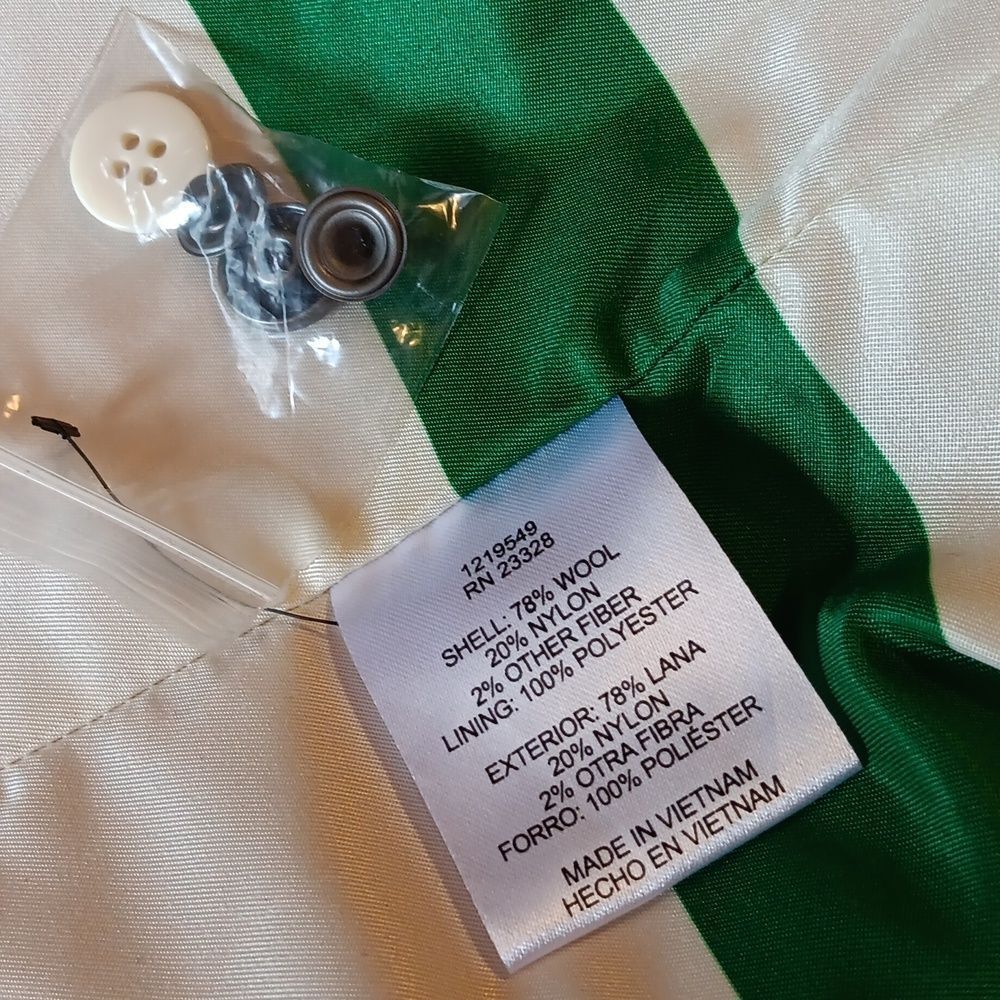 1219549
RN 23328
SHELL: 78% WOOL
20% NYLON
2% OTHER FIBER
LINING: 100% POLYESTER
EXTERIOR: 78% LANA
20% NYLON
2% OTRA FIBRA
FORRO: 100% POLIÉSTER
MADE IN VIETNAM
HECHO EN VIETNAM